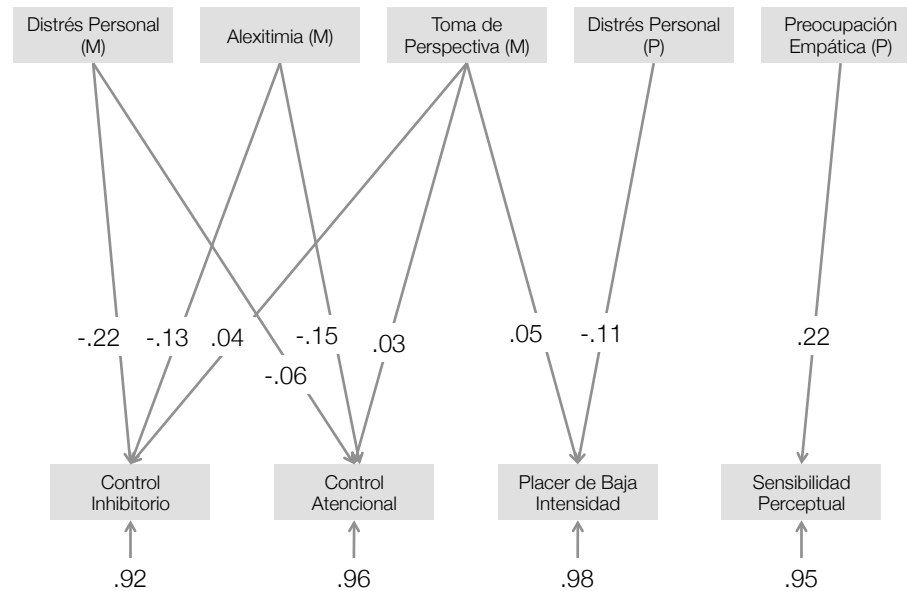 Distrés Personal
(M)
Alexitimia (M)
Toma de
Perspectiva (M)
Distrés Personal
(P)
Preocupación
Empática (P)
-.22
-.13
.04
-.06
-.15
.03
.05
-.11
.22
Control
Inhibitorio
Control
Atencional
Placer de Baja
Intensidad
Sensibilidad
Perceptual
.92
.96
.98
.95